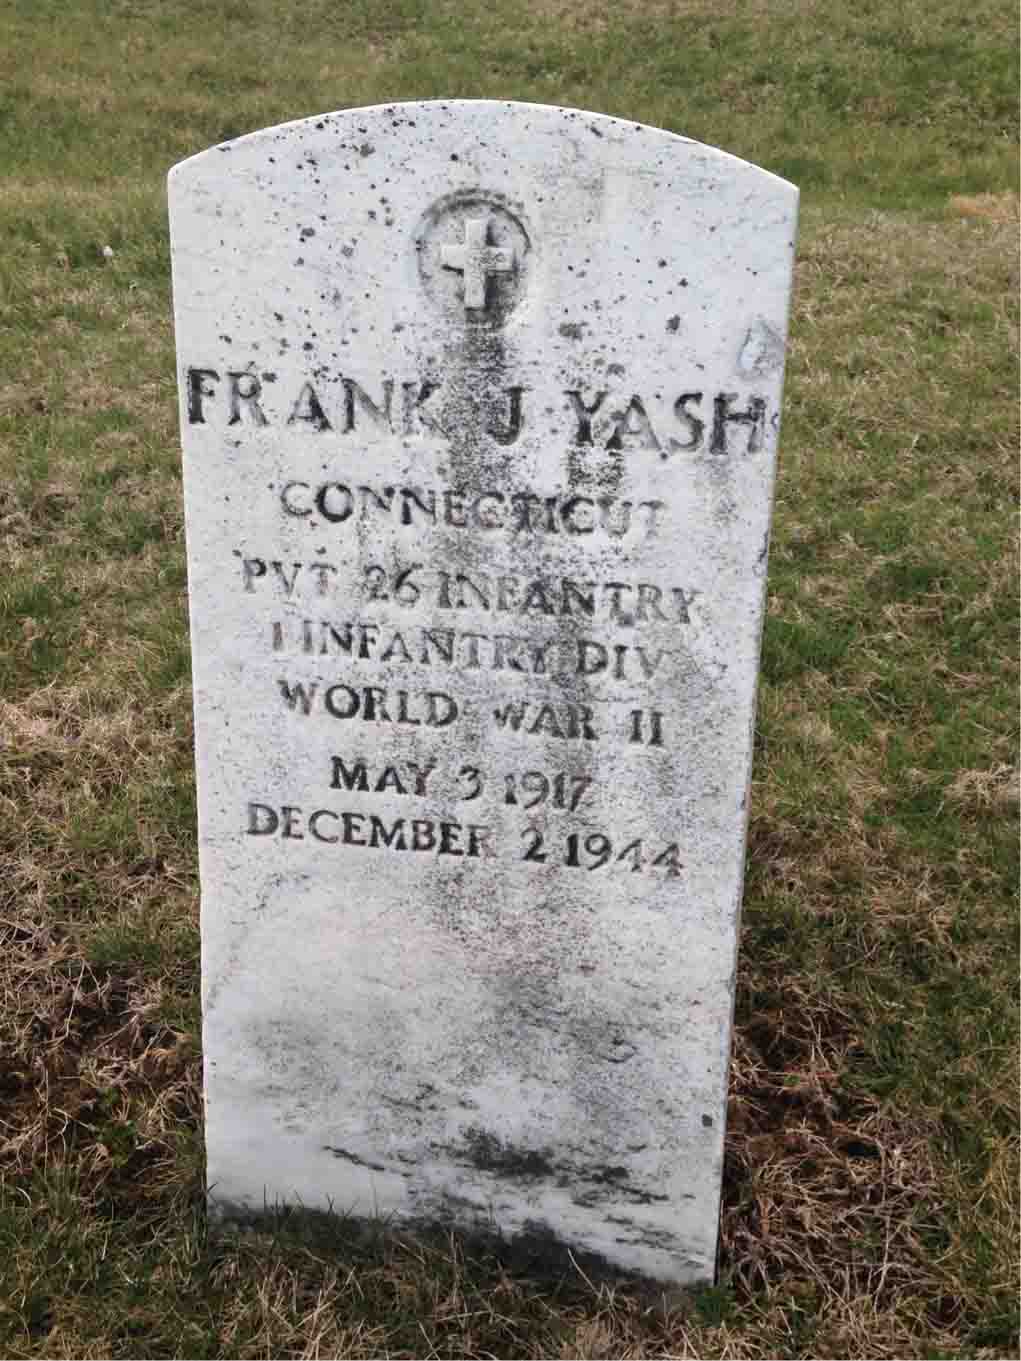 FRANK J YASH
CONNECTICUT
PVT 26 INFANTRY
1 INFANTRY DIV
WORLD WAR II
MAY 3 1917
DECEMBER 2 1944